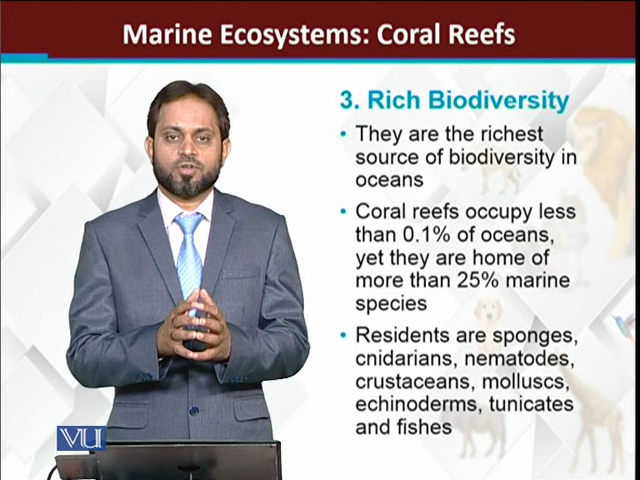 Marine Ecosystems: Coral Reefs
3. Rich Biodiversity
• They are the richest
source of biodiversity in
oceans
• Coral reefs occupy less
than 0.1% of oceans,
yet they are home of
more than 25% marine
species
• Residents are sponges,
cnidarians, nematodes,
crustaceans, molluscs,
echinoderms, tunicates
and fishes
VU